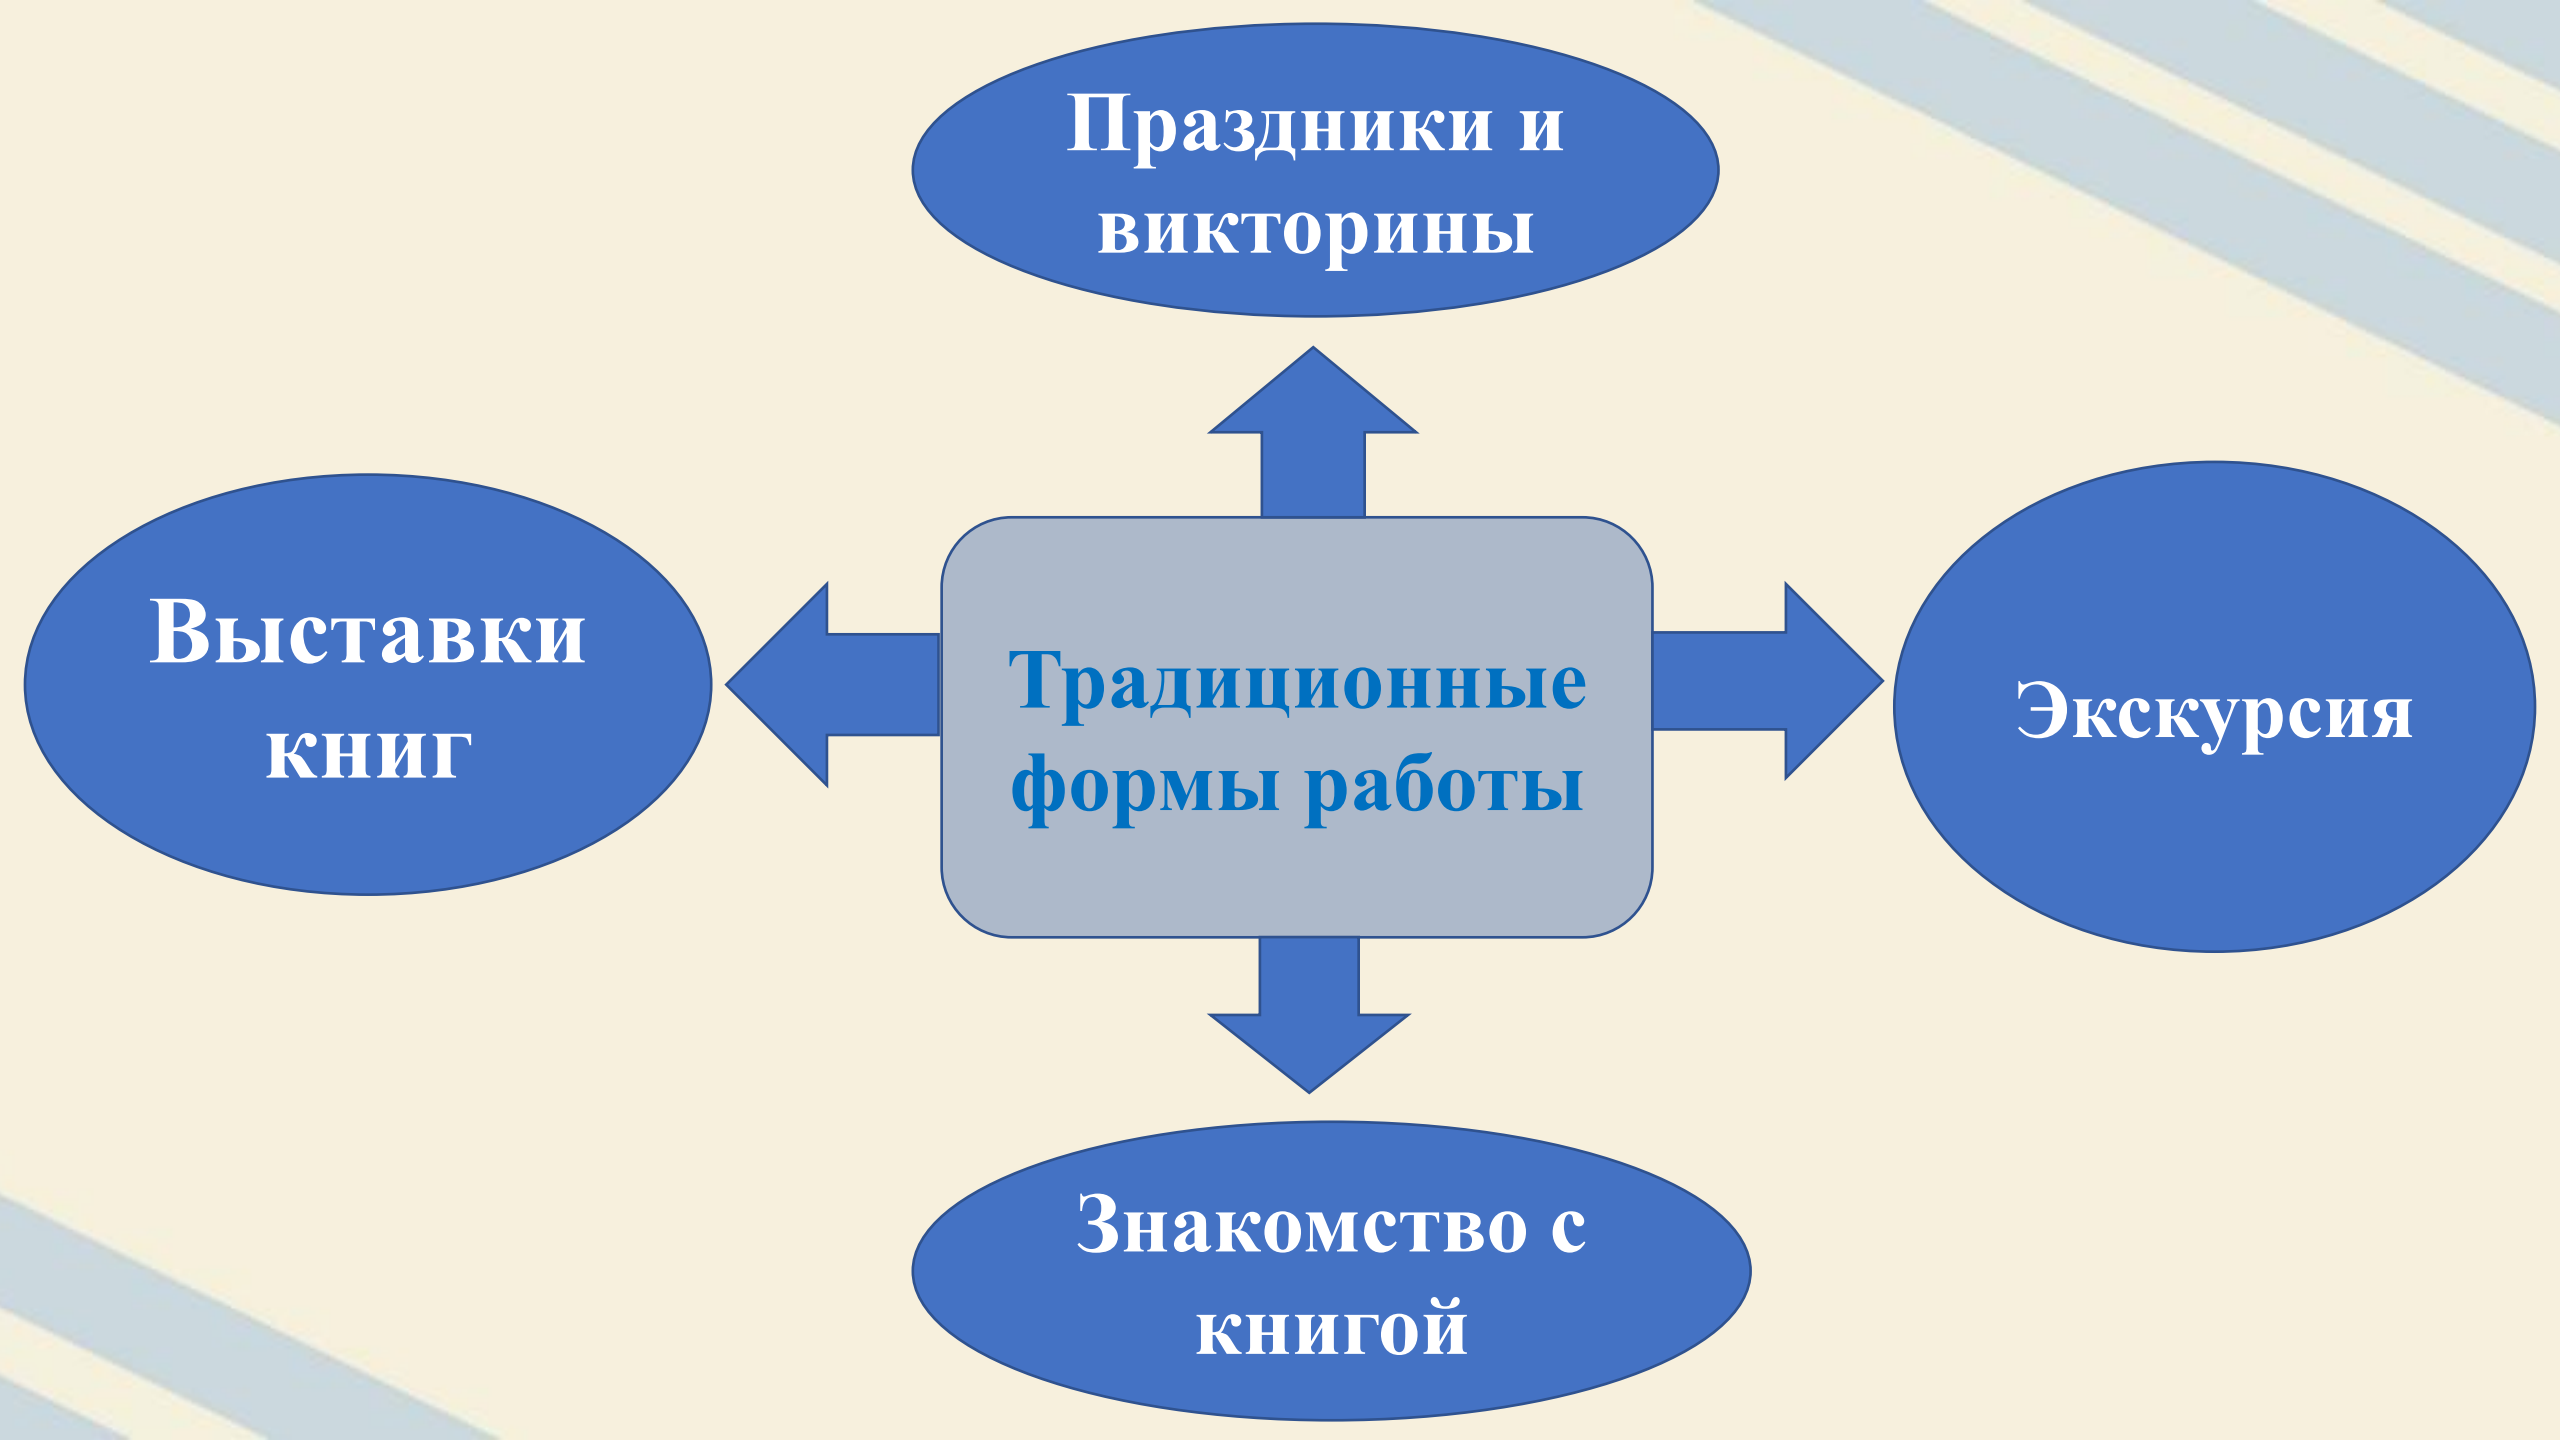 Праздники и
викторины
Выставки
книг
Традиционные
формы работы
Экскурсия
Знакомство с
книгой